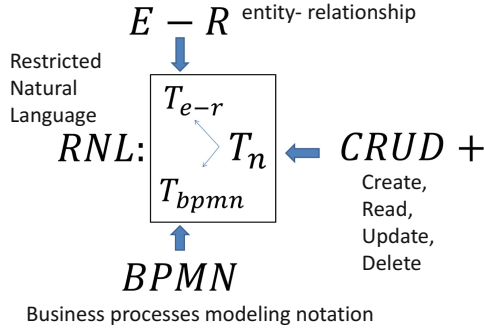 E − R entity- relationship
Restricted
Natural
Language
T_{e−r}
RNL: T_n CRUD +
T_{bpmn}
Create,
Read,
Update,
Delete
BPMN
Business processes modeling notation